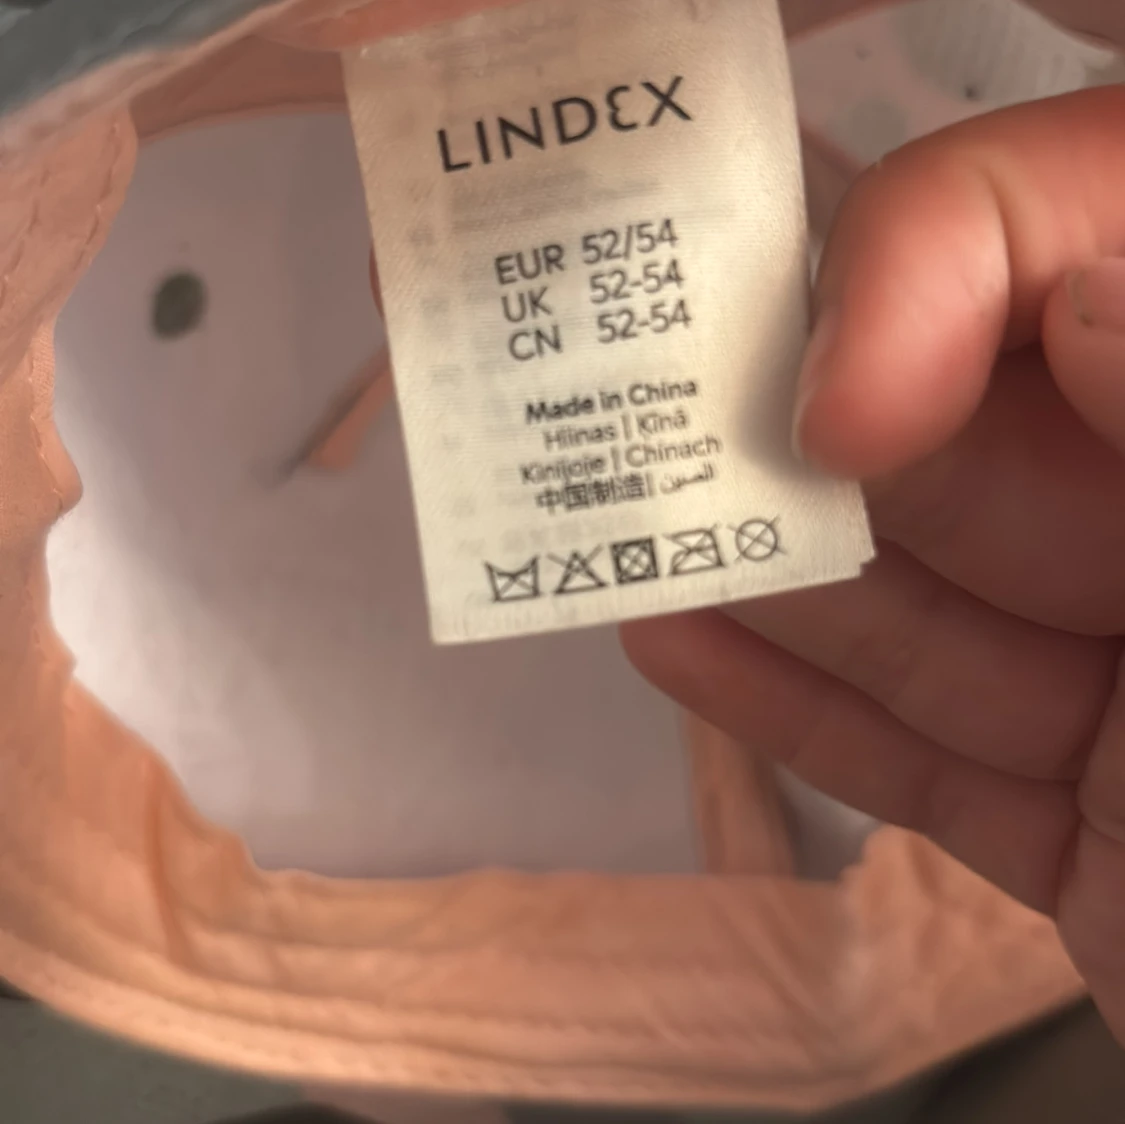 LINDEX
EUR 52/54
UK 52-54
CN 52-54
Made in China
Hiinas | Ķīnā
Kinijoje | Chinach
中国制造| الصين